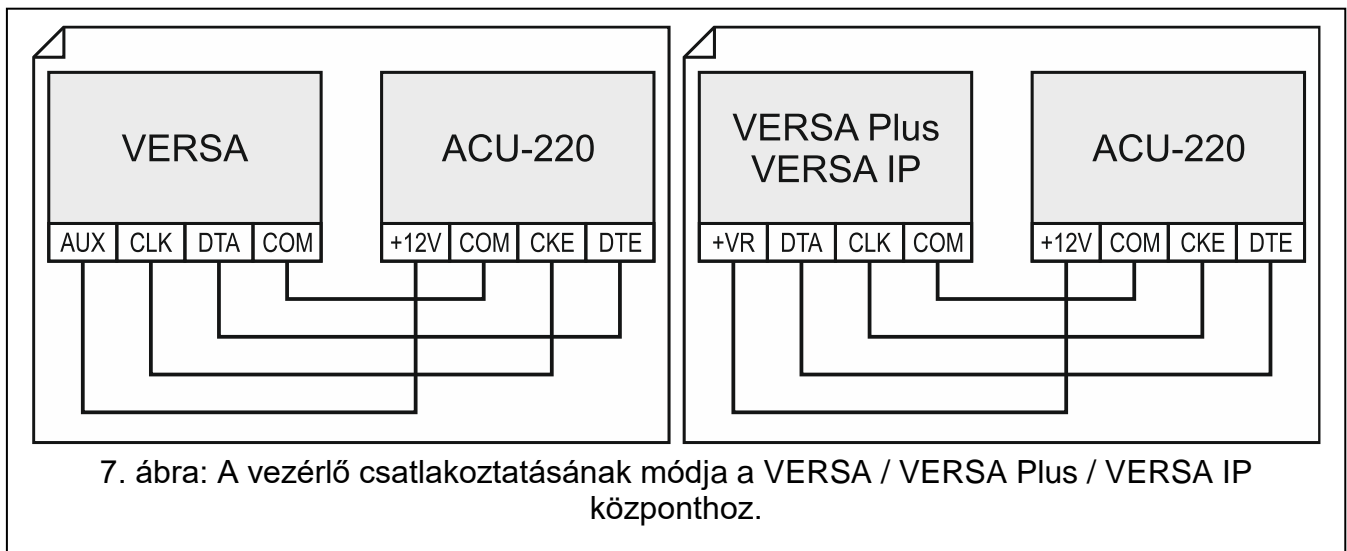 VERSA
ACU-220
AUX CLK DTA COM
+12V COM CKE DTE
VERSA Plus
VERSA IP
ACU-220
+VR DTA CLK COM
+12V COM CKE DTE
7. ábra: A vezérlő csatlakoztatásának módja a VERSA / VERSA Plus / VERSA IP
központhoz.